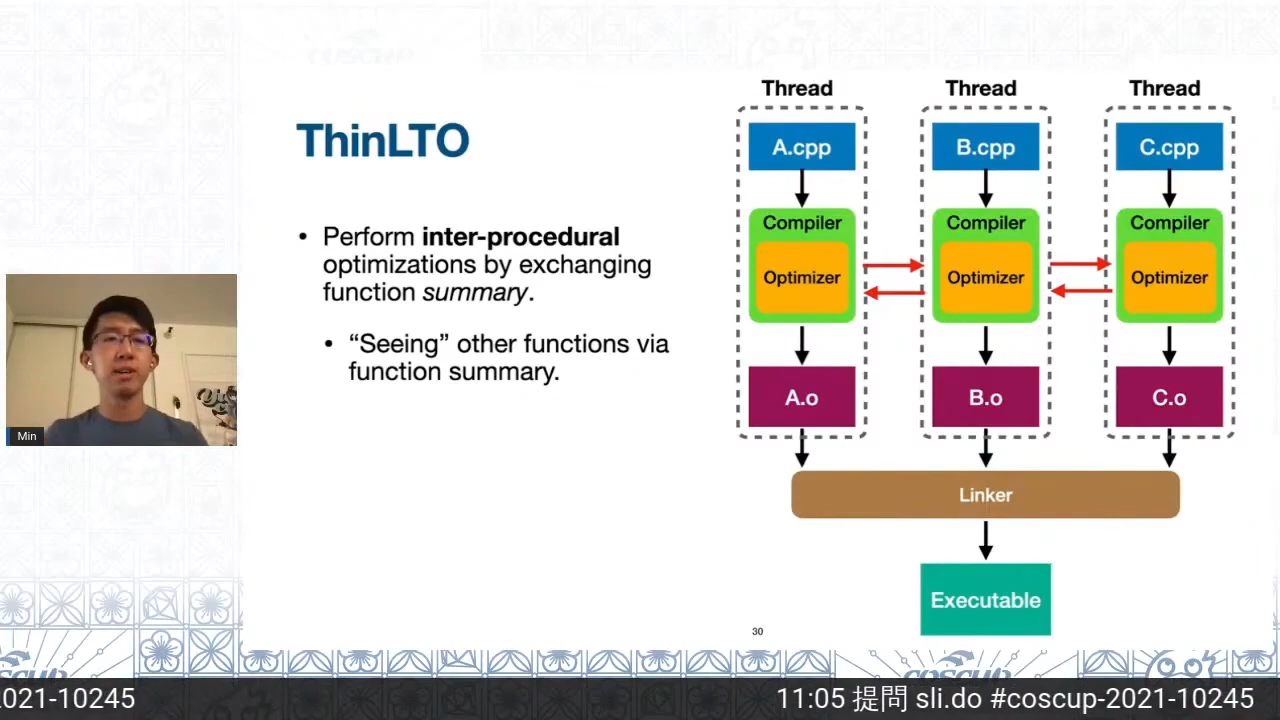 ThinLTO
• Perform inter-procedural
optimizations by exchanging
function summary.
• “Seeing” other functions via
function summary.
Thread Thread Thread
A.cpp B.cpp C.cpp
Compiler Compiler Compiler
Optimizer Optimizer Optimizer
A.o B.o C.o
Linker
Executable
30
Min
COSCUP
coscup
2021-10245 11:05 提問 sli.do #coscup-2021-10245